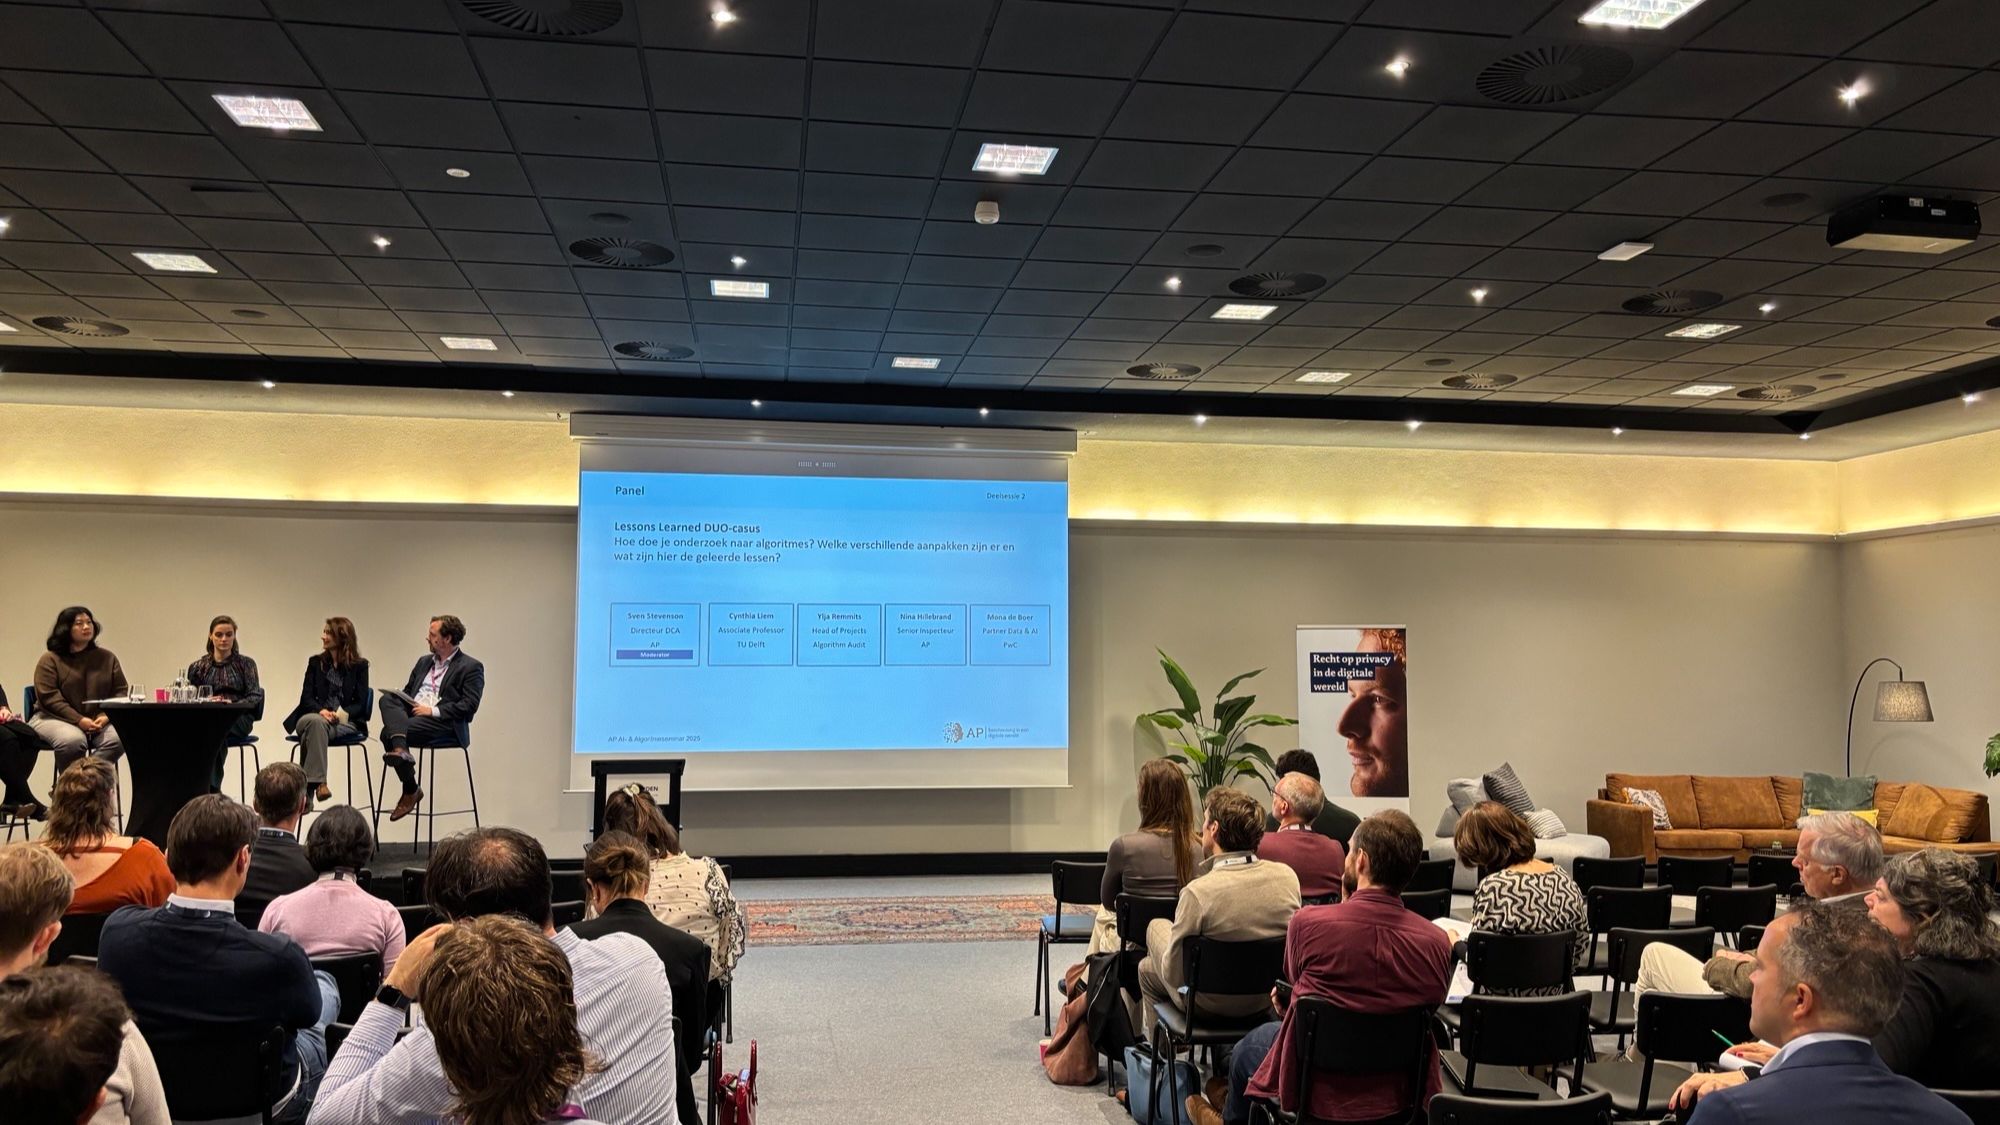 Panel
Deelsessie 2
Lessons Learned DUO-casus
Hoe doe je onderzoek naar algoritmes? Welke verschillende aanpakken zijn er en
wat zijn hier de geleerde lessen?
Sven Stevenson
Directeur DCA
AP
Moderator
Cynthia Liem
Associate Professor
TU Delft
Ylja Remmits
Head of Projects
Algorithm Audit
Nina Hillebrand
Senior Inspecteur
AP
Mona de Boer
Partner Data & AI
PwC
AP AI- & Algoritmeseminar 2025
AP
Recht op privacy
in de digitale
wereld